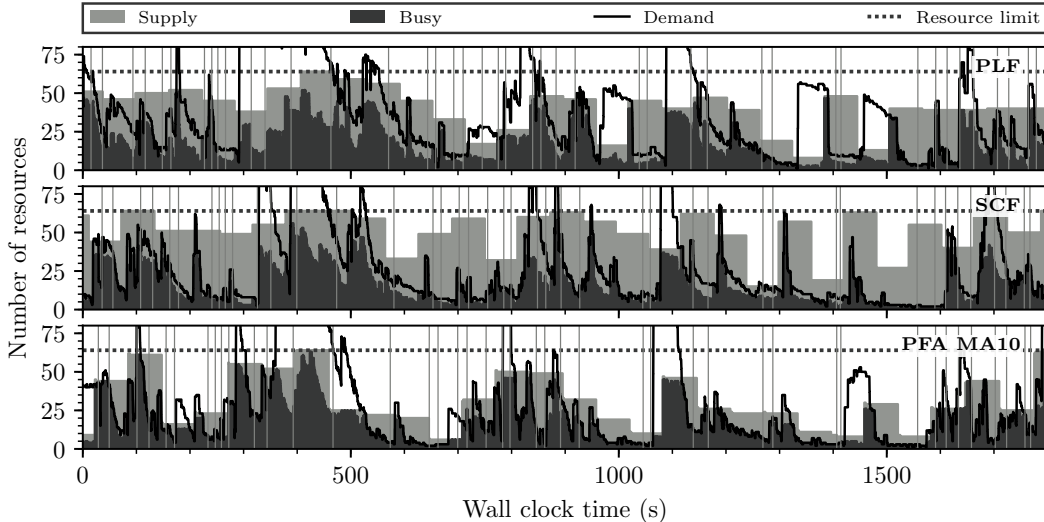 Supply Busy Demand Resource limit
75
50
25
0
PLF
75
50
25
0
SCF
75
50
25
0
PFA MA10
Number of resources
0 500 1000 1500
Wall clock time (s)